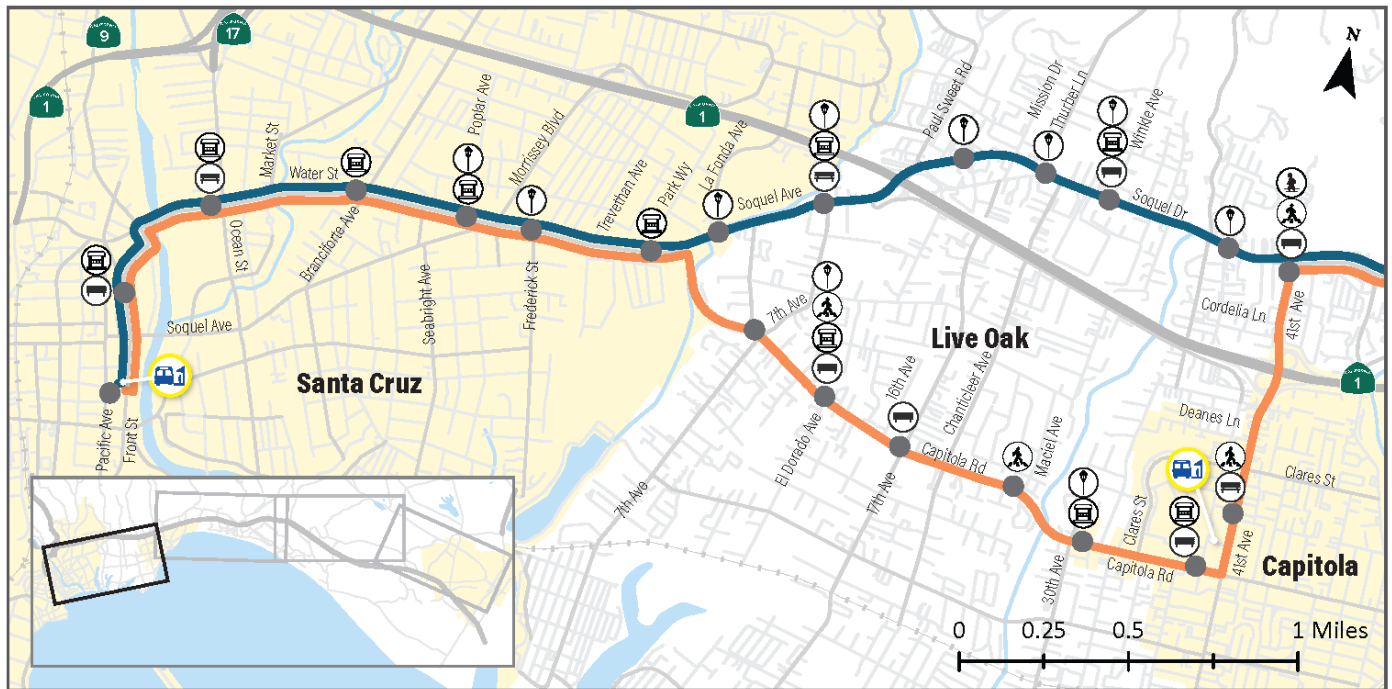 9
17
1
1
1
N
Market St
Water St
Poplar Ave
Morrissey Blvd
Trevethan Ave
Park Wy
La Fonda Ave
Soquel Ave
Paul Sweet Rd
Mission Dr
Thurber Ln
Winkle Ave
Soquel Dr
Ocean St
Branciforte Ave
Seabright Ave
Frederick St
Soquel Ave
7th Ave
Live Oak
Cordelia Ln
41st Ave
Santa Cruz
Pacific Ave
Front St
El Dorado Ave
16th Ave
Chanticleer Ave
Deanes Ln
Maciel Ave
Capitola Rd
7th Ave
17th Ave
Clares St
Clares St
30th Ave
Capitola Rd
41st Ave
Capitola
0 0.25 0.5 1 Miles